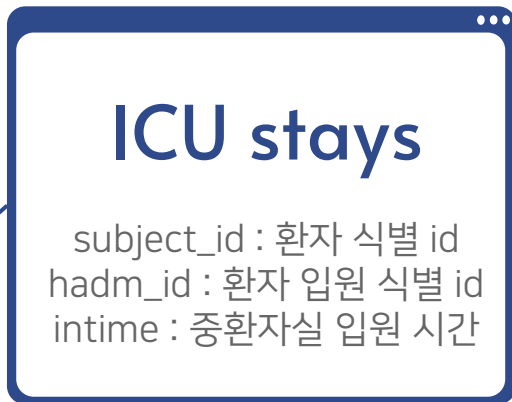 ICU stays
subject_id : 환자 식별 id
hadm_id : 환자 입원 식별 id
intime : 중환자실 입원 시간